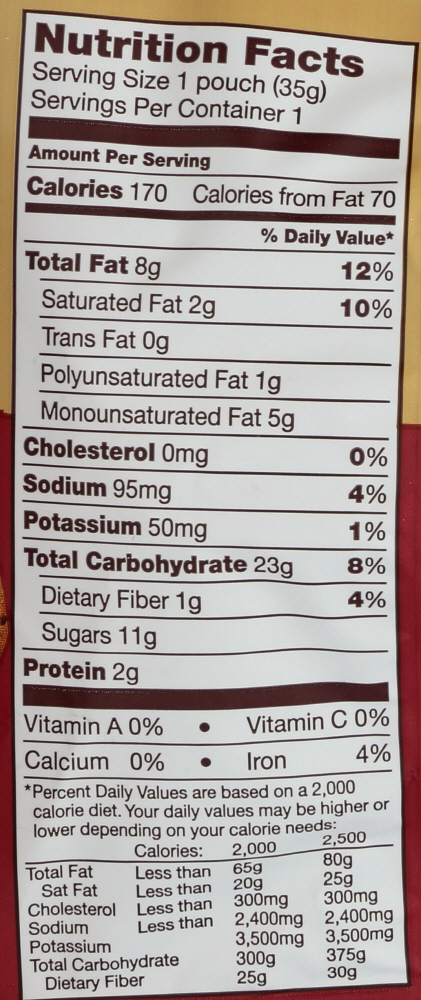 Nutrition Facts
Serving Size 1 pouch (35g)
Servings Per Container 1
Amount Per Serving
Calories 170 Calories from Fat 70
% Daily Value*
Total Fat 8g 12%
Saturated Fat 2g 10%
Trans Fat 0g
Polyunsaturated Fat 1g
Monounsaturated Fat 5g
Cholesterol 0mg 0%
Sodium 95mg 4%
Potassium 50mg 1%
Total Carbohydrate 23g 8%
Dietary Fiber 1g 4%
Sugars 11g
Protein 2g
Vitamin A 0% • Vitamin C 0%
Calcium 0% • Iron 4%
*Percent Daily Values are based on a 2,000
calorie diet. Your daily values may be higher or
lower depending on your calorie needs:
Calories: 2,000 2,500
Total Fat Less than 65g 80g
Sat Fat Less than 20g 25g
Cholesterol Less than 300mg 300mg
Sodium Less than 2,400mg 2,400mg
Potassium 3,500mg 3,500mg
Total Carbohydrate 300g 375g
Dietary Fiber 25g 30g